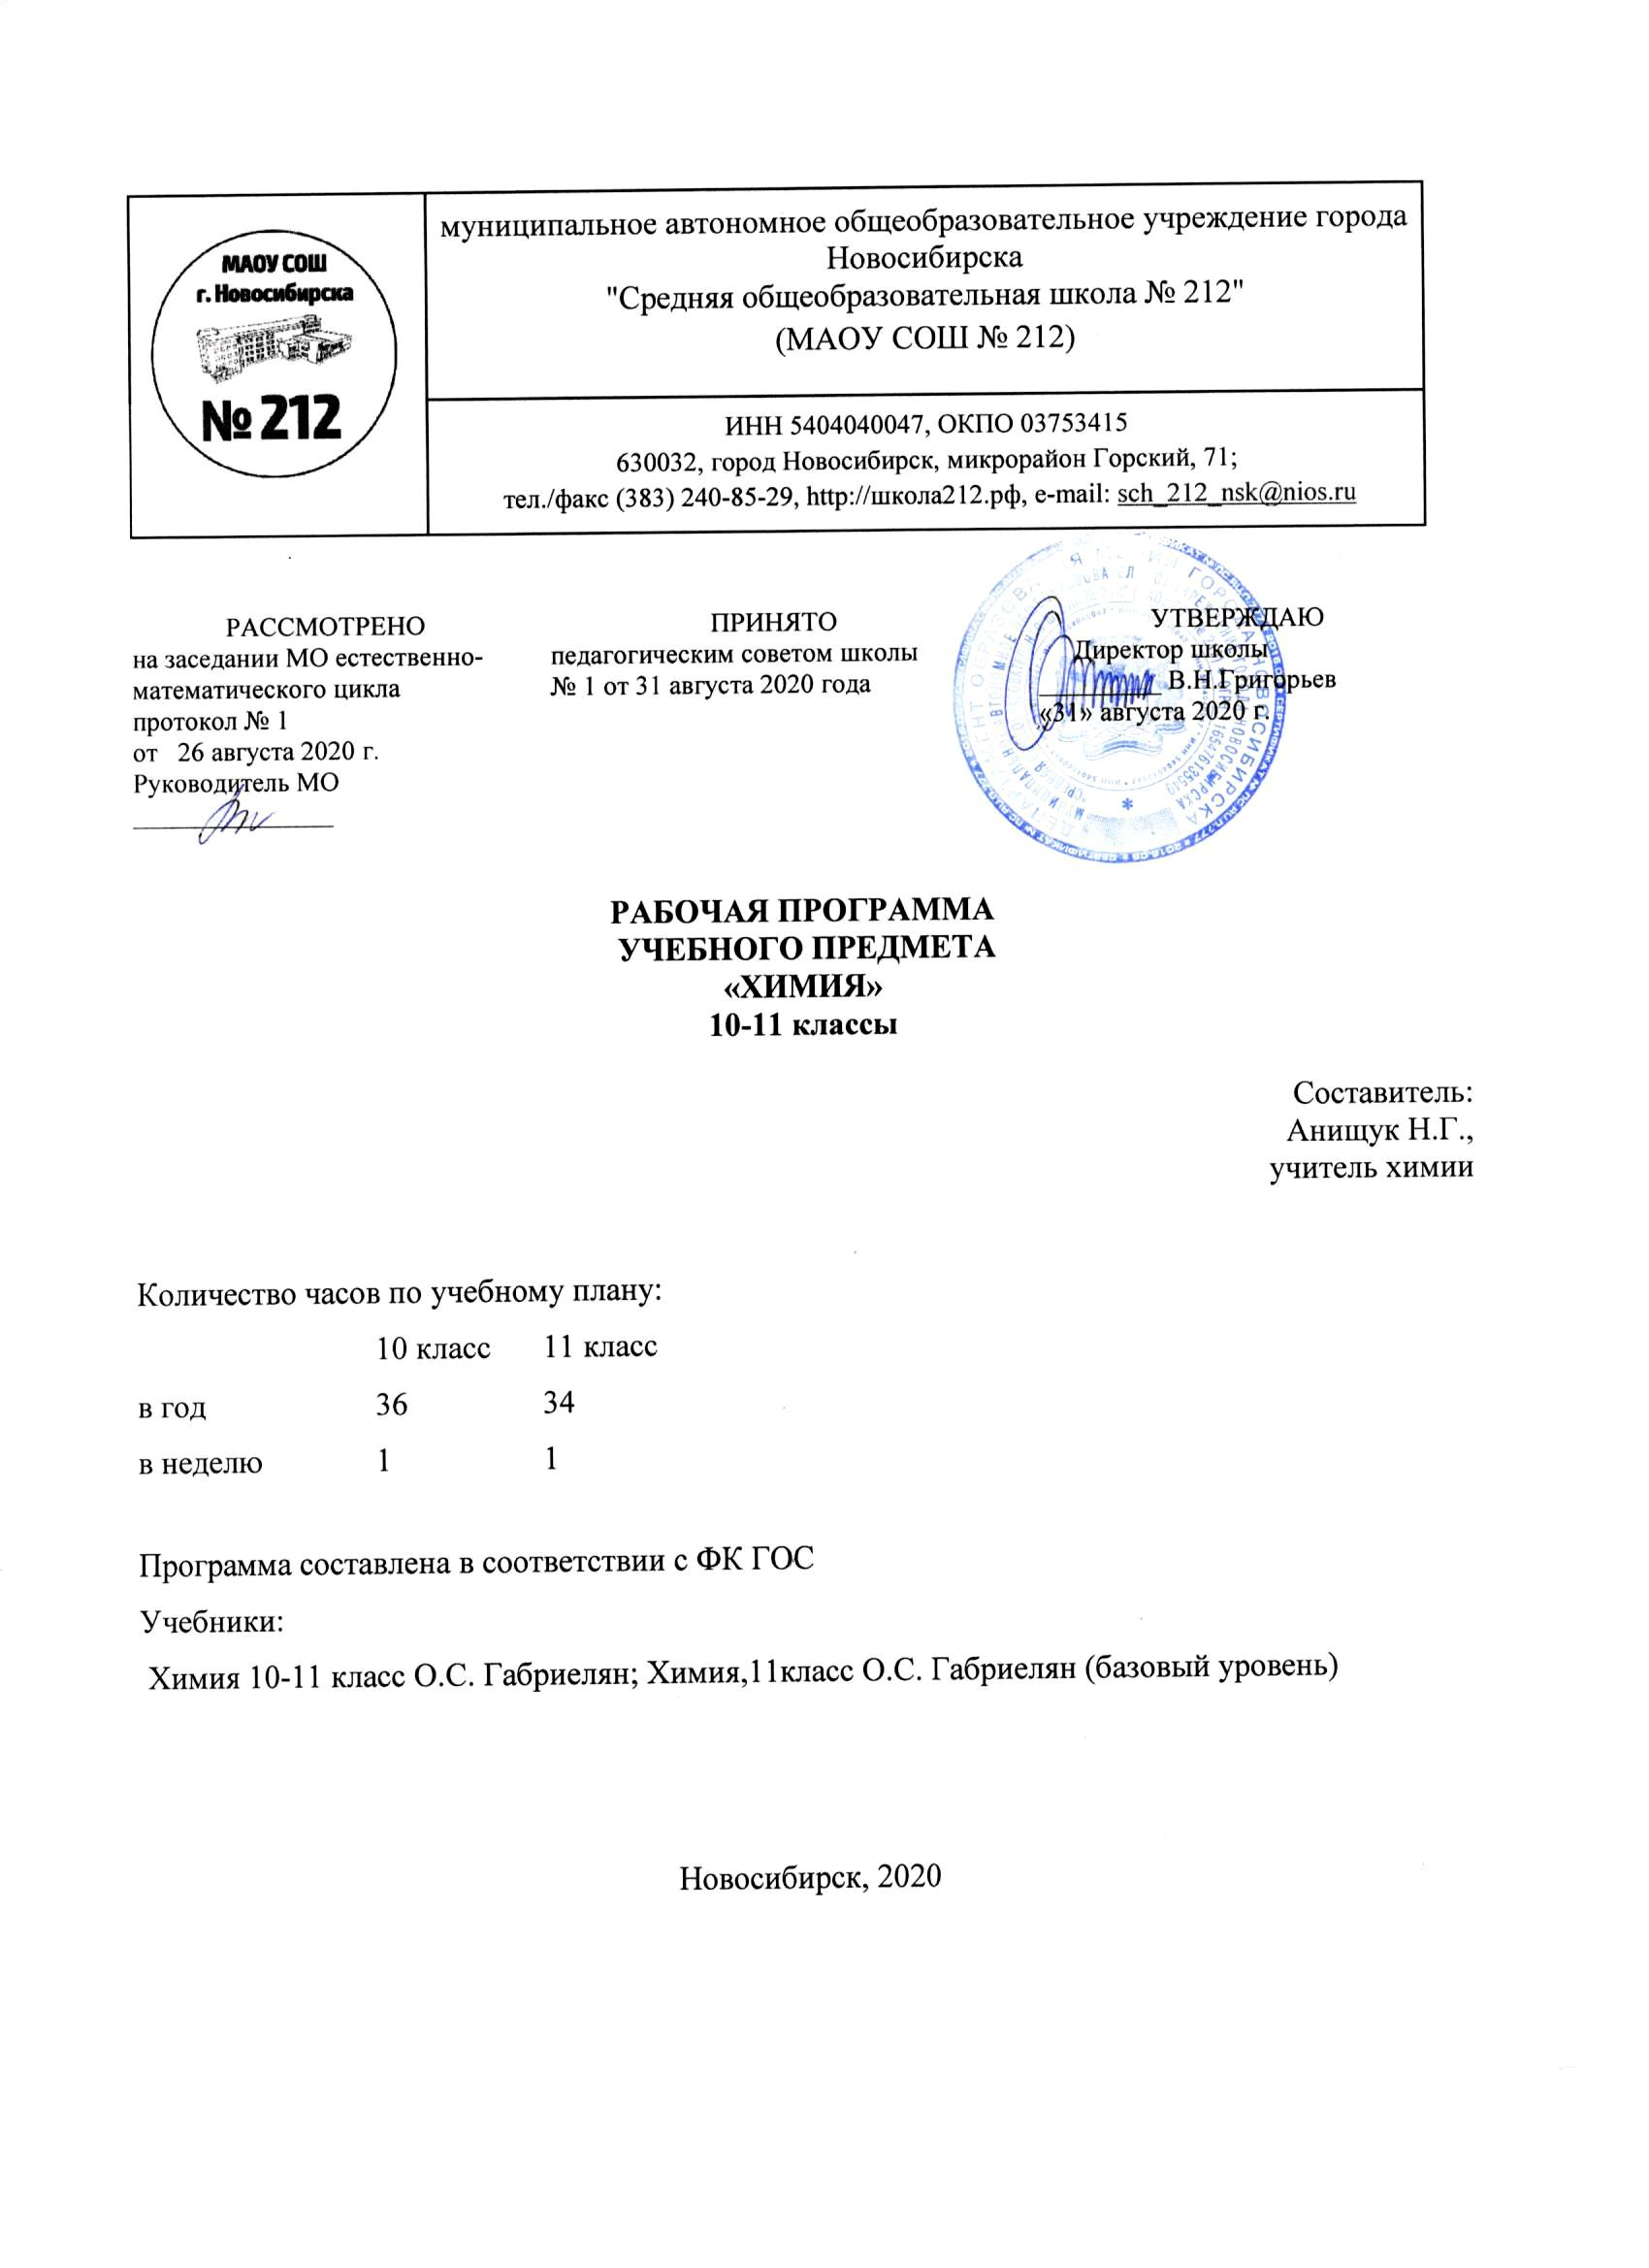 МАОУ СОШ
г. Новосибирска
№ 212
муниципальное автономное общеобразовательное учреждение города
Новосибирска
"Средняя общеобразовательная школа № 212"
(МАОУ СОШ № 212)
ИНН 5404040047, ОКПО 03753415
630032, город Новосибирск, микрорайон Горский, 71;
тел./факс (383) 240-85-29, http://школа212.рф, e-mail: sch_212_nsk@nios.ru
РАССМОТРЕНО
на заседании МО естественно-
математического цикла
протокол № 1
от 26 августа 2020 г.
Руководитель МО
ПРИНЯТО
педагогическим советом школы
№ 1 от 31 августа 2020 года
УТВЕРЖДАЮ
Директор школы
В.Н.Григорьев
«31» августа 2020 г.
РАБОЧАЯ ПРОГРАММА
УЧЕБНОГО ПРЕДМЕТА
«ХИМИЯ»
10-11 классы
Составитель:
Анищук Н.Г.,
учитель химии
Количество часов по учебному плану:
10 класс 11 класс
в год 36 34
в неделю 1 1
Программа составлена в соответствии с ФК ГОС
Учебники:
Химия 10-11 класс О.С. Габриелян; Химия,11класс О.С. Габриелян (базовый уровень)
Новосибирск, 2020